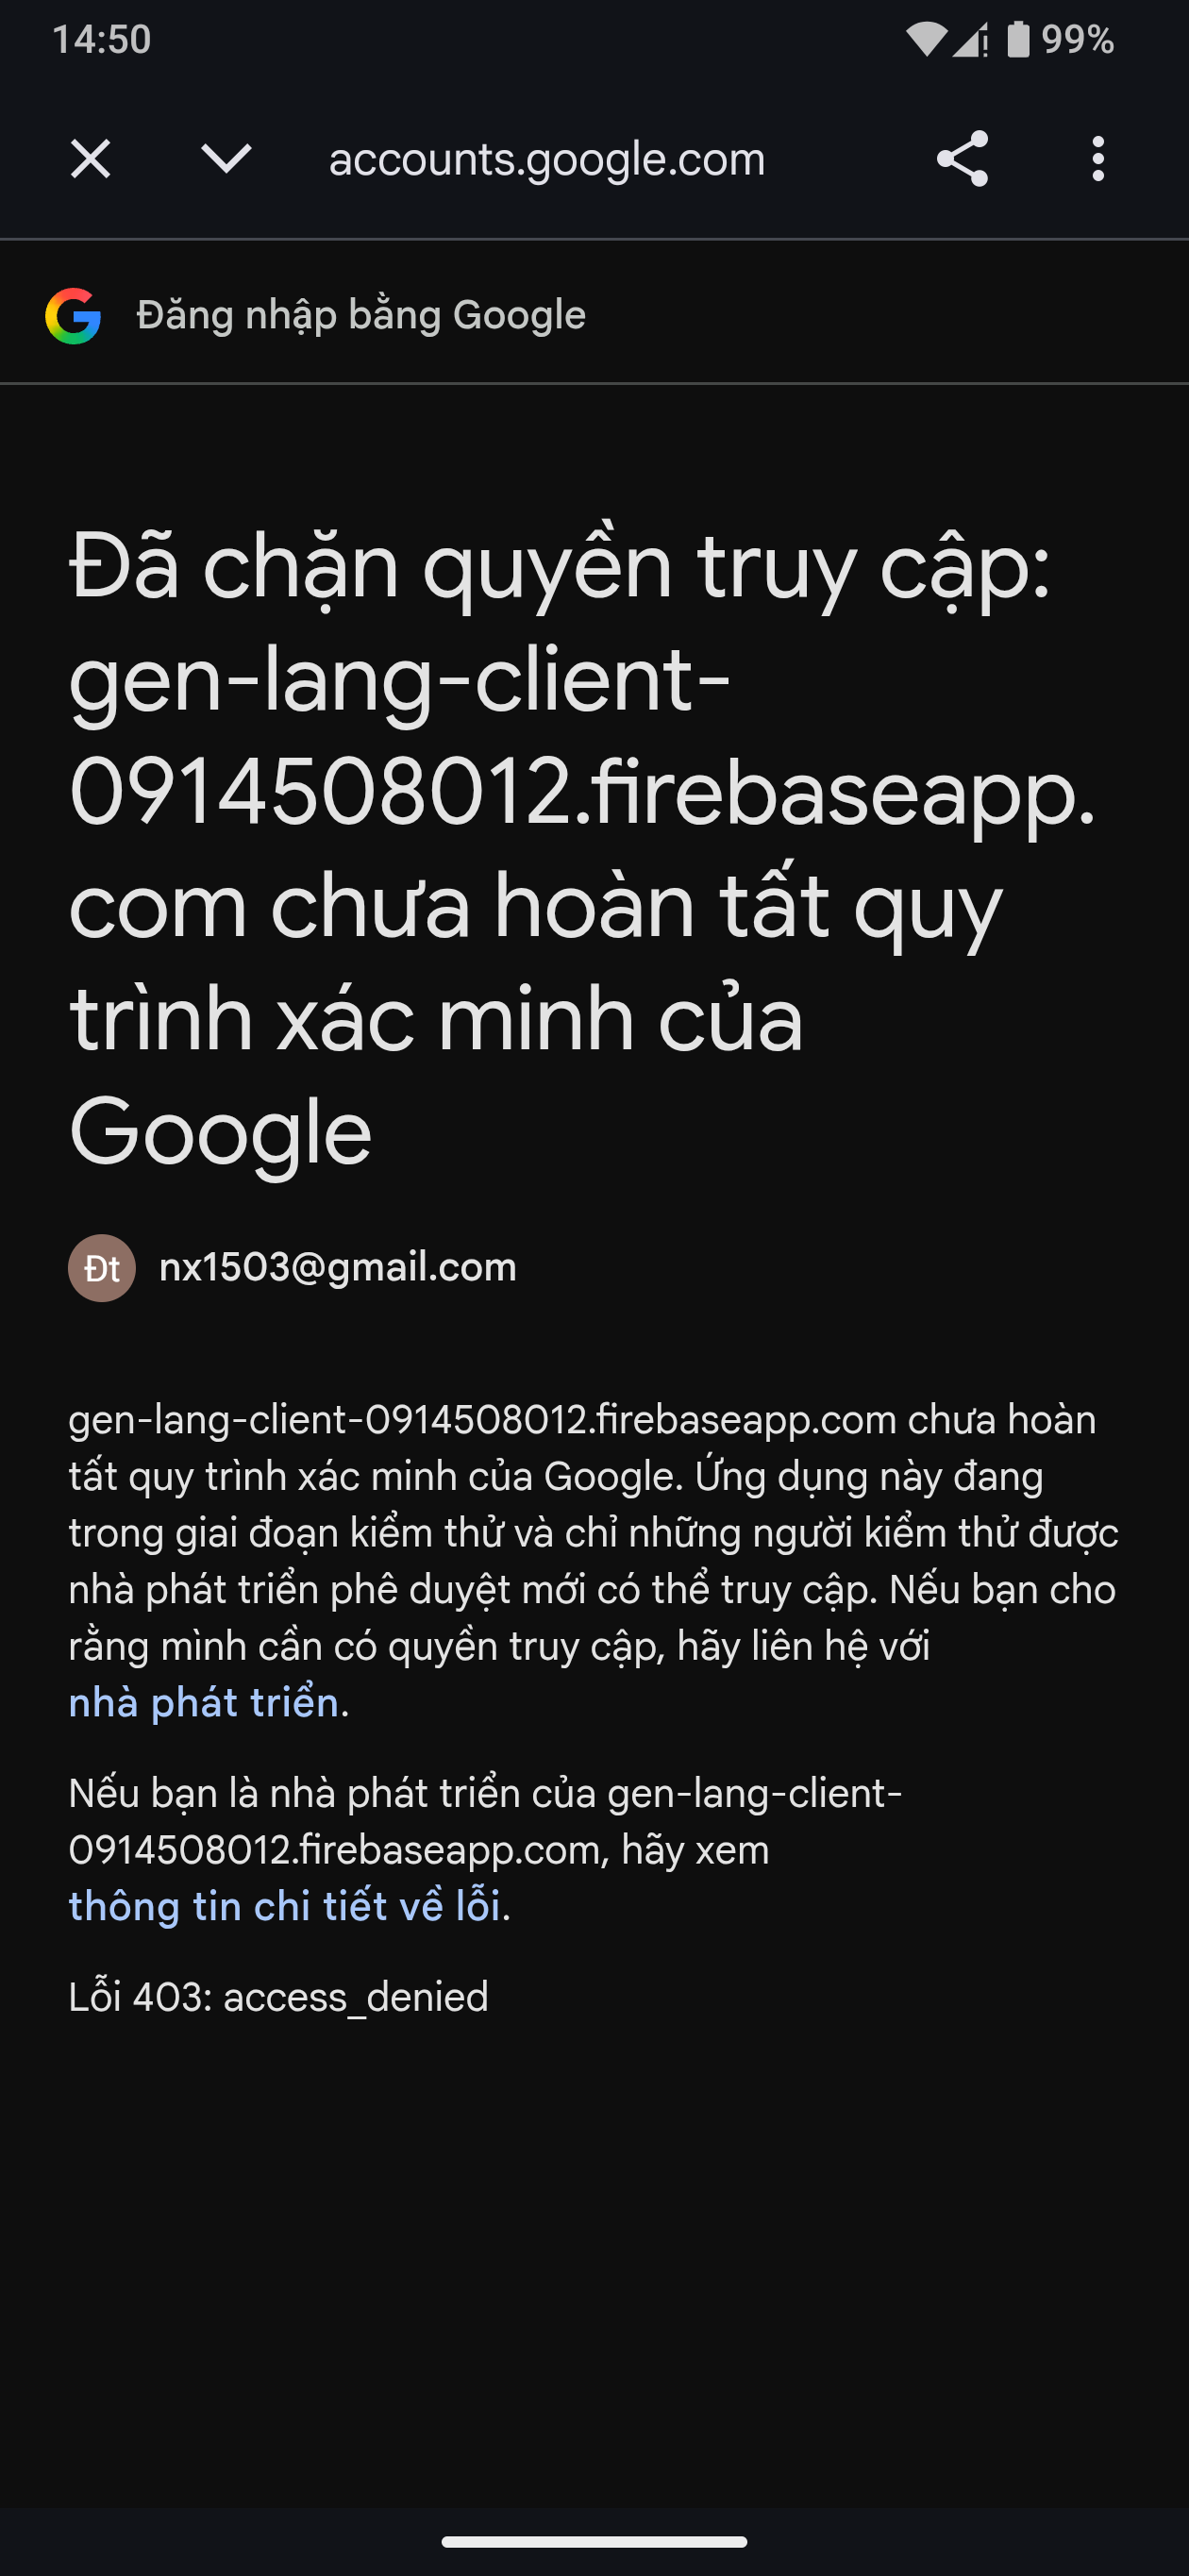 14:50
99%
accounts.google.com
Đăng nhập bằng Google
Đã chặn quyền truy cập:
gen-lang-client-
0914508012.firebaseapp.
com chưa hoàn tất quy
trình xác minh của
Google
Đt
nx1503@gmail.com
gen-lang-client-0914508012.firebaseapp.com chưa hoàn
tất quy trình xác minh của Google. Ứng dụng này đang
trong giai đoạn kiểm thử và chỉ những người kiểm thử được
nhà phát triển phê duyệt mới có thể truy cập. Nếu bạn cho
rằng mình cần có quyền truy cập, hãy liên hệ với
nhà phát triển.
Nếu bạn là nhà phát triển của gen-lang-client-
0914508012.firebaseapp.com, hãy xem
thông tin chi tiết về lỗi.
Lỗi 403: access_denied